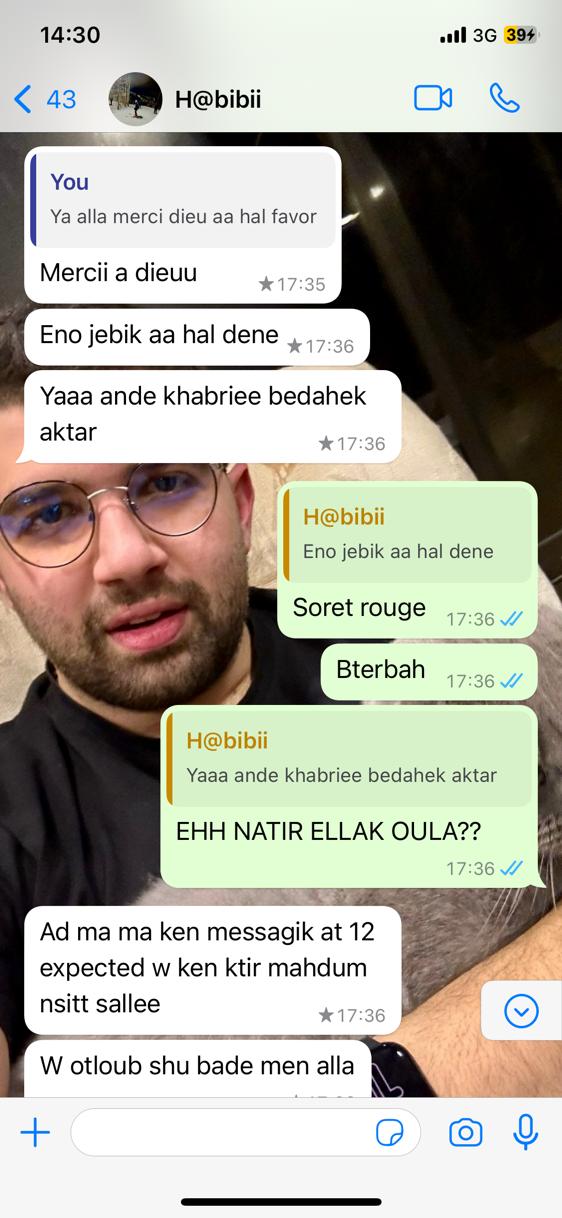 14:30
3G 39
43
H@bibii
You
Ya alla merci dieu aa hal favor
Mercii a dieuu
17:35
Eno jebik aa hal dene
17:36
Yaaa ande khabriee bedahek
aktar
17:36
H@bibii
Eno jebik aa hal dene
Soret rouge
17:36
Bterbah
17:36
H@bibii
Yaaa ande khabriee bedahek aktar
EHH NATIR ELLAK OULA??
17:36
Ad ma ma ken messagik at 12
expected w ken ktir mahdum
nsitt sallee
17:36
W otloub shu bade men alla